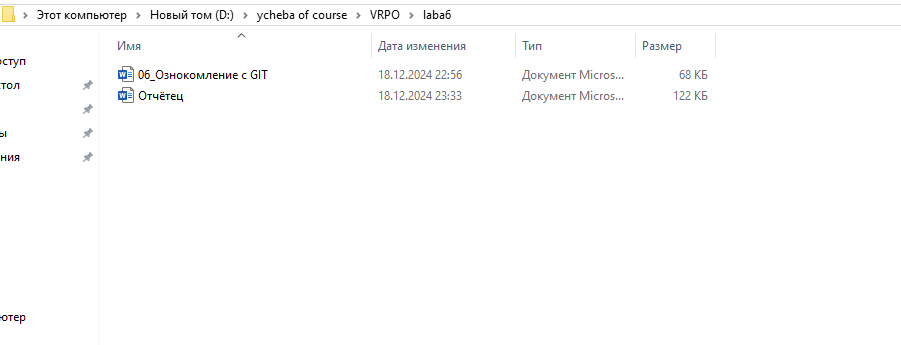 Этот компьютер > Новый том (D:) > ycheba of course > VRPO > laba6
Имя Дата изменения Тип Размер
оступ
06_Ознокомление с GIT 18.12.2024 22:56 Документ Micros... 68 КБ
тол
Отчётец 18.12.2024 23:33 Документ Micros... 122 КБ
ы
ния
ютер